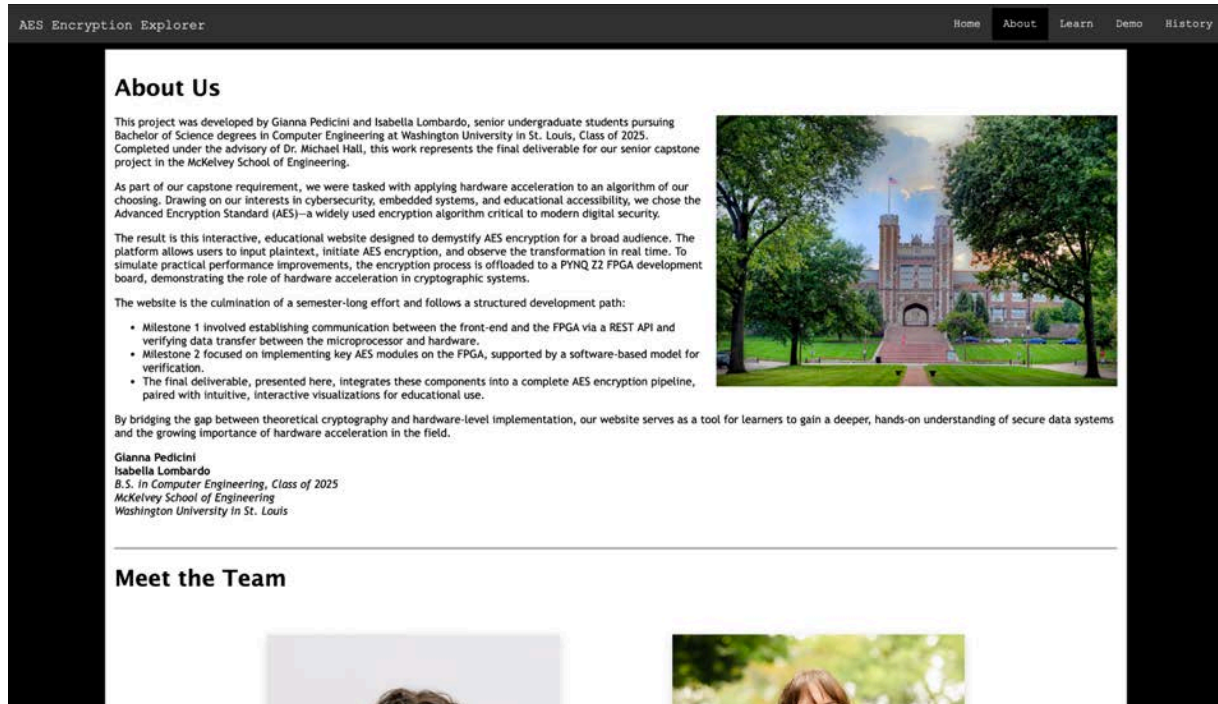 AES Encryption Explorer
Home About Learn Demo History
About Us
This project was developed by Gianna Pedicini and Isabella Lombardo, senior undergraduate students pursuing
Bachelor of Science degrees in Computer Engineering at Washington University in St. Louis, Class of 2025.
Completed under the advisory of Dr. Michael Hall, this work represents the final deliverable for our senior capstone
project in the McKelvey School of Engineering.
As part of our capstone requirement, we were tasked with applying hardware acceleration to an algorithm of our
choosing. Drawing on our interests in cybersecurity, embedded systems, and educational accessibility, we chose the
Advanced Encryption Standard (AES)—a widely used encryption algorithm critical to modern digital security.
The result is this interactive, educational website designed to demystify AES encryption for a broad audience. The
platform allows users to input plaintext, initiate AES encryption, and observe the transformation in real time. To
simulate practical performance improvements, the encryption process is offloaded to a PYNQ Z2 FPGA development
board, demonstrating the role of hardware acceleration in cryptographic systems.
The website is the culmination of a semester-long effort and follows a structured development path:
• Milestone 1 involved establishing communication between the front-end and the FPGA via a REST API and
verifying data transfer between the microprocessor and hardware.
• Milestone 2 focused on implementing key AES modules on the FPGA, supported by a software-based model for
verification.
• The final deliverable, presented here, integrates these components into a complete AES encryption pipeline,
paired with intuitive, interactive visualizations for educational use.
By bridging the gap between theoretical cryptography and hardware-level implementation, our website serves as a tool for learners to gain a deeper, hands-on understanding of secure data systems
and the growing importance of hardware acceleration in the field.
Gianna Pedicini
Isabella Lombardo
B.S. in Computer Engineering, Class of 2025
McKelvey School of Engineering
Washington University in St. Louis
Meet the Team